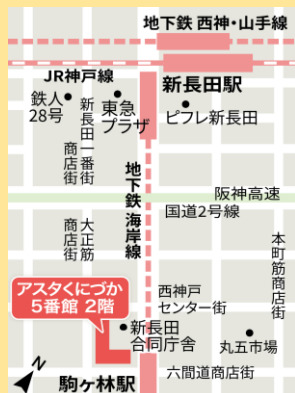 地下鉄 西神・山手線
新長田駅
JR神戸線
鉄人
28号
新長田一番街
商店街
東急
プラザ
ピフレ新長田
地下鉄 海岸線
阪神高速
国道2号線
大正筋
商店街
本町筋商店街
アスタくにづか
5番館 2階
西神戸
センター街
新長田
合同庁舎
丸五市場
六間道商店街
駒ヶ林駅
N